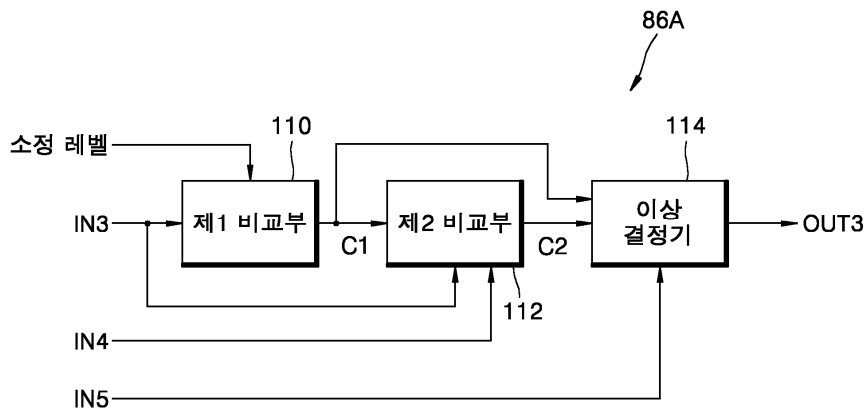 86A
소정 레벨
110
114
IN3
제1 비교부
C1
제2 비교부
C2
이상
결정기
OUT3
112
IN4
IN5